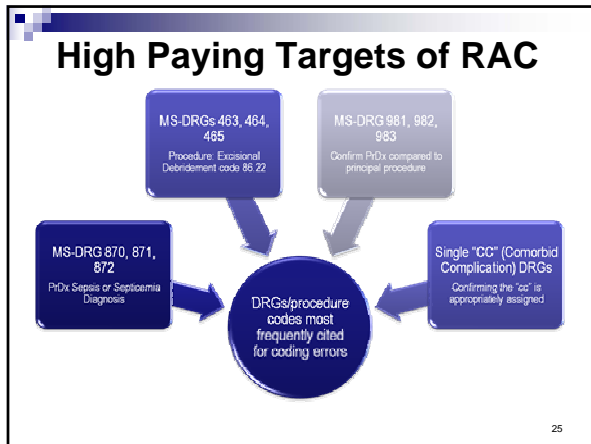 High Paying Targets of RAC
MS-DRGs 463, 464,
465
Procedure: Excisional
Debridement code 86.22
MS-DRG 981, 982,
983
Confirm PrDx compared to
principal procedure
MS-DRG 870, 871,
872
PrDx Sepsis or Septicemia
Diagnosis
Single "CC" (Comorbid
Complication) DRGs
Confirming the "cc" is
appropriately assigned
DRGs/procedure
codes most
frequently cited
for coding errors
25